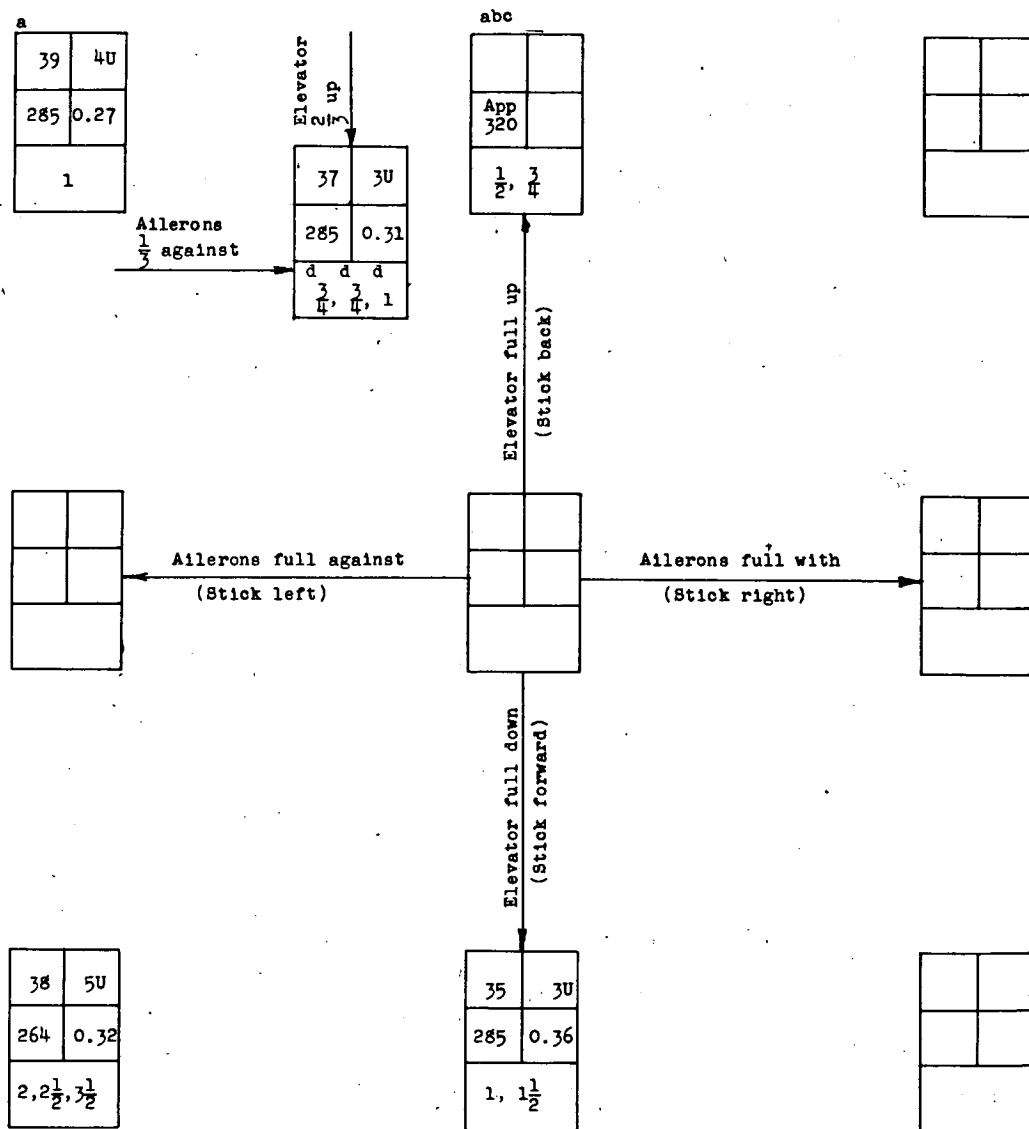 a
39 4U
285 0.27
1
Elevator
2/3 up
37 3U
285 0.31
d d d
3/4, 3/4, 1
Ailerons
1/3 against
abc
App
320
1/2, 3/4
Elevator full up
(Stick back)
Ailerons full against
(Stick left)
Ailerons full with
(Stick right)
Elevator full down
(Stick forward)
38 5U
264 0.32
2, 2 1/2, 3 1/2
35 3U
285 0.36
1, 1 1/2